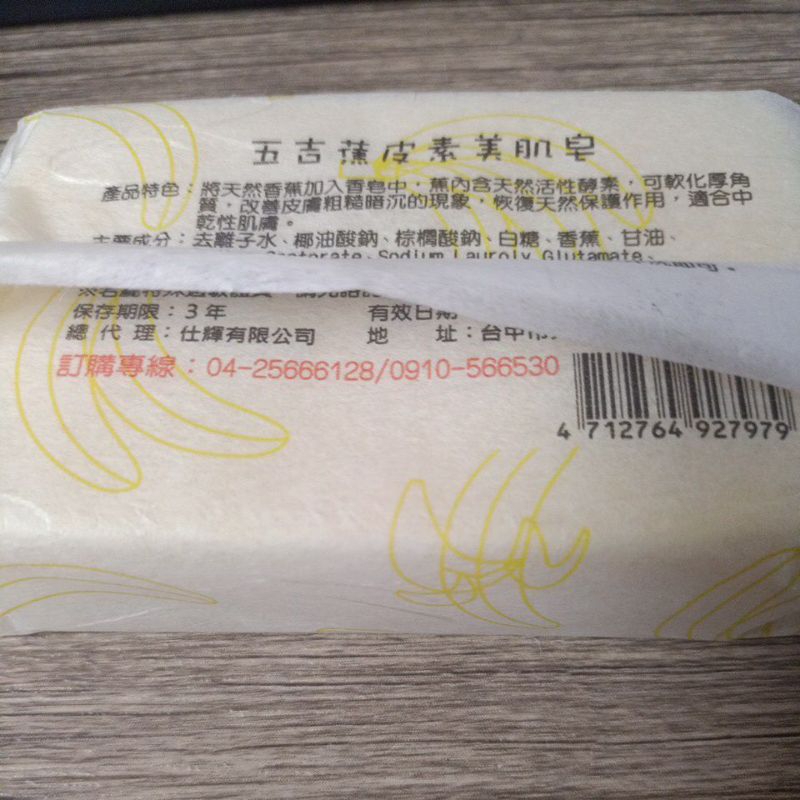 五吉蕉皮素美肌皂
產品特色：將天然香蕉加入香皂中，蕉內含天然活性酵素，可軟化厚角
質，改善皮膚粗糙暗沉的現象，恢復天然保護作用，適合中
乾性肌膚。
主要成分：去離子水、椰油酸鈉、棕櫚酸鈉、白糖、香蕉、甘油、
Sodium Lauroly Glutamate、
保存期限：3年 有效日期
總代理：仕輝有限公司 地 址：台中市
訂購專線：04-25666128/0910-566530
4 712764 927979